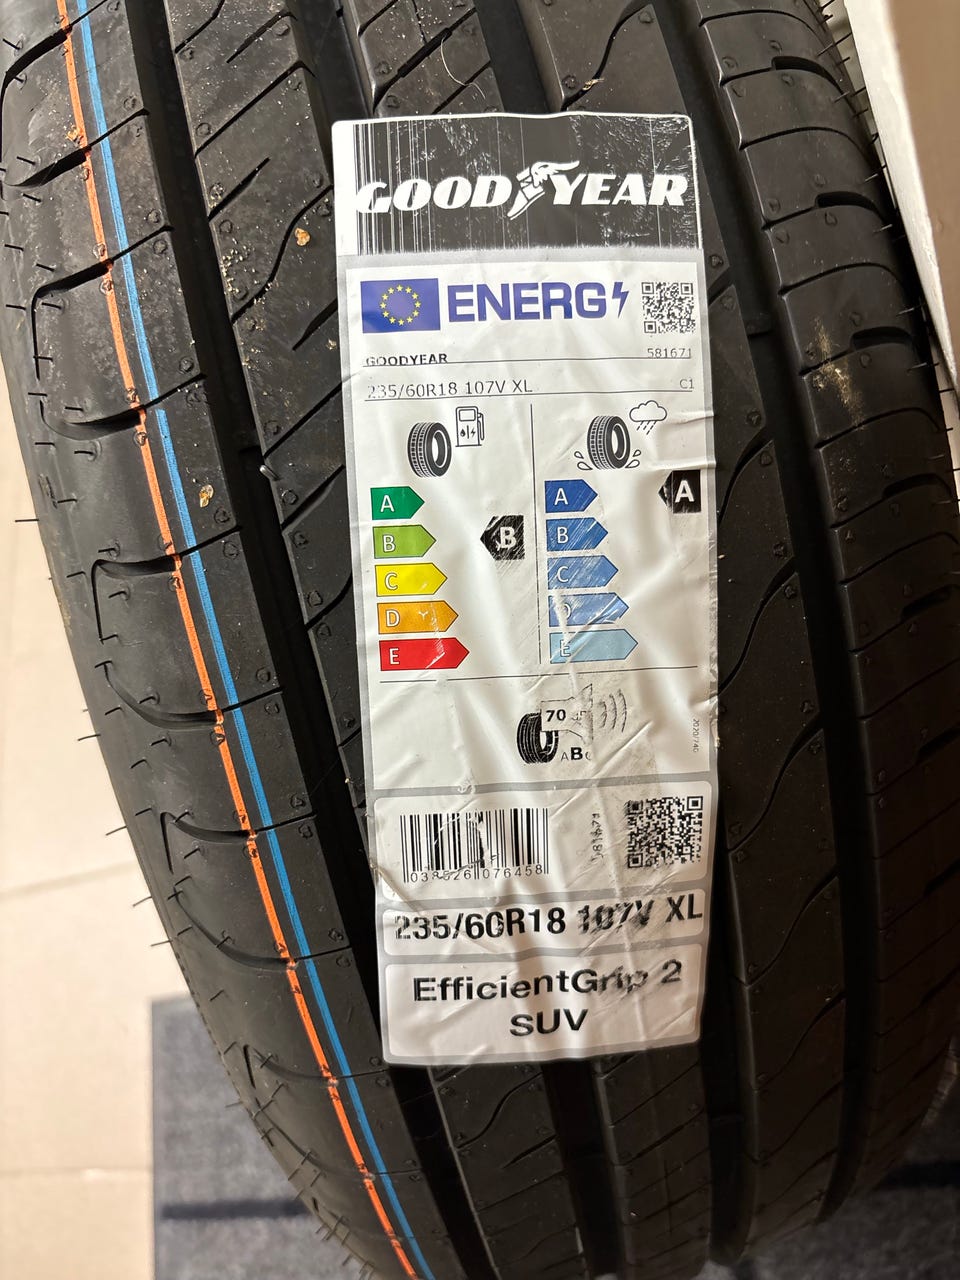 GOODYEAR
ENERG
GOODYEAR 581671
235/60R18 107V XL C1
A A A
B B B
C C
D D
E E
70
A B C
2020/740
076458
235/60R18 107V XL
EfficientGrip 2
SUV